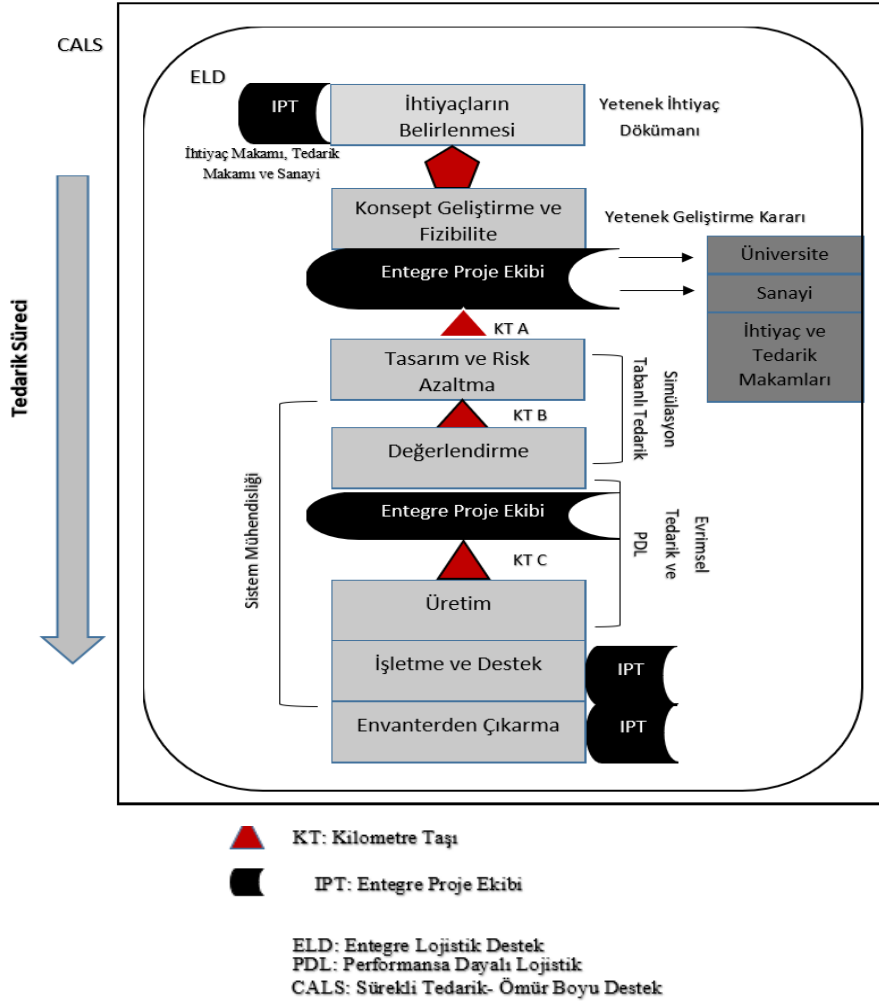 CALS
ELD
IPT
İhtiyaçların
Belirlenmesi
Yetenek İhtiyaç
Dökümanı
İhtiyaç Makamı, Tedarik
Makamı ve Sanayi
Konsept Geliştirme ve
Fizibilite
Yetenek Geliştirme Kararı
Entegre Proje Ekibi
Üniversite
Sanayi
İhtiyaç ve
Tedarik
Makamları
KT A
Tasarım ve Risk
Azaltma
Simülasyon
Tabanlı Tedarik
KT B
Değerlendirme
Tedarik Süreci
Sistem Mühendisliği
Entegre Proje Ekibi
Evrimsel
Tedarik ve
PDL
KT C
Üretim
İşletme ve Destek
IPT
Envanterden Çıkarma
IPT
KT: Kilometre Taşı
IPT: Entegre Proje Ekibi
ELD: Entegre Lojistik Destek
PDL: Performansa Dayalı Lojistik
CALS: Sürekli Tedarik- Ömür Boyu Destek